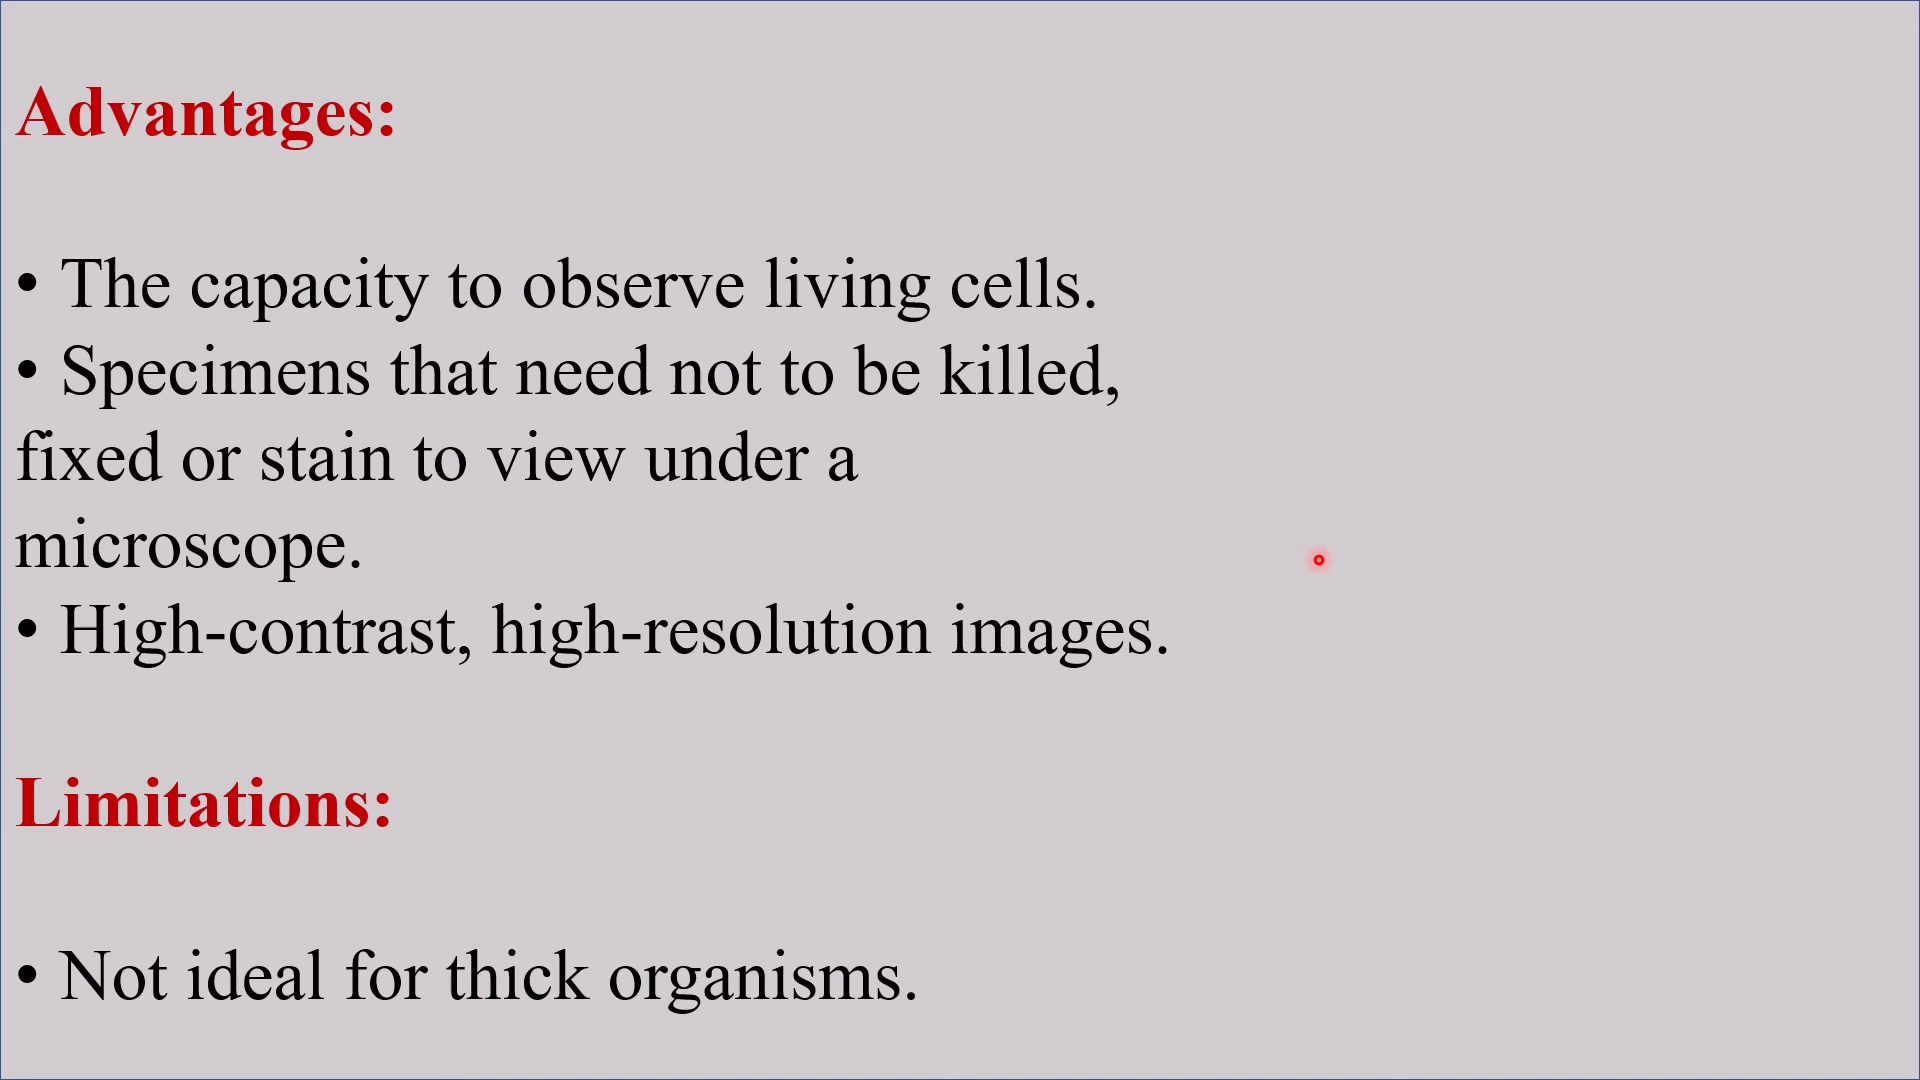 Advantages:
• The capacity to observe living cells.
• Specimens that need not to be killed,
fixed or stain to view under a
microscope.
• High-contrast, high-resolution images.
Limitations:
• Not ideal for thick organisms.